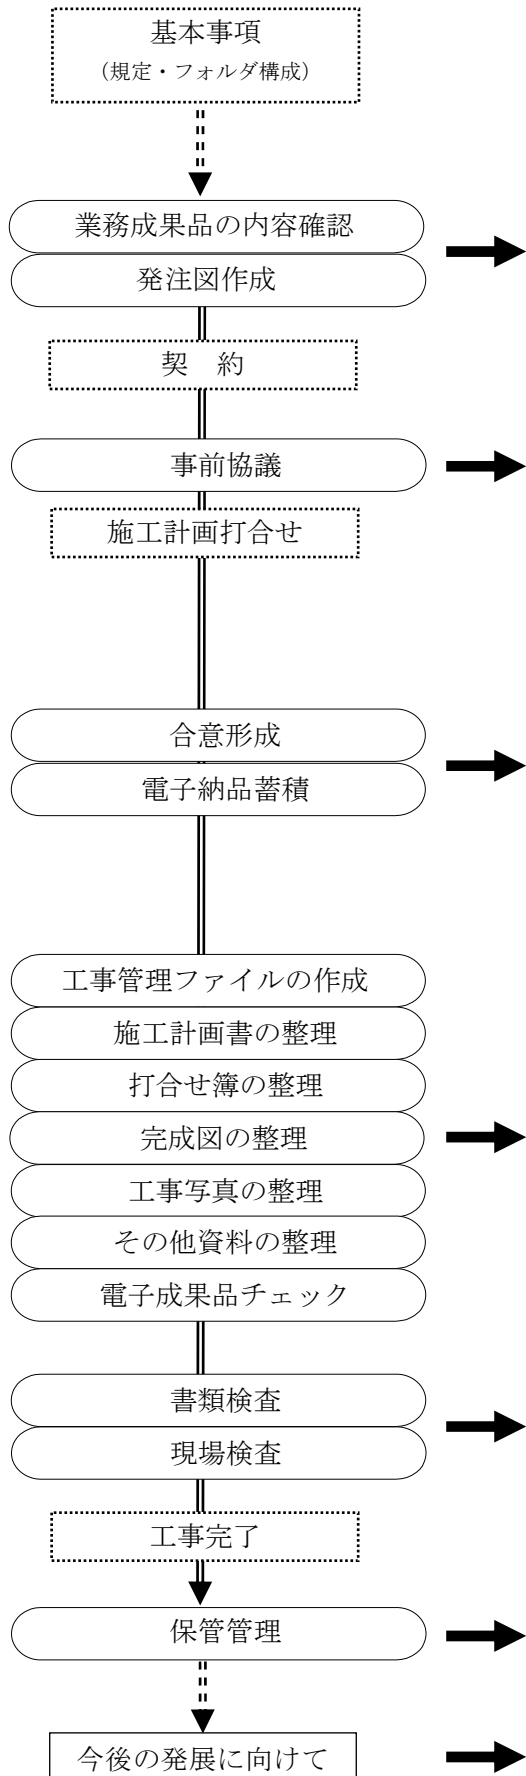 基本事項
（規定・フォルダ構成）
業務成果品の内容確認
発注図作成
契　約
事前協議
施工計画打合せ
合意形成
電子納品蓄積
工事管理ファイルの作成
施工計画書の整理
打合せ簿の整理
完成図の整理
工事写真の整理
その他資料の整理
電子成果品チェック
書類検査
現場検査
工事完了
保管管理
今後の発展に向けて